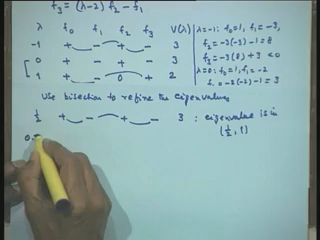 f3 = (λ-2) f2 - f1
λ f0 f1 f2 f3 V(λ) λ=-1: f0=1, f1=-3,
-1 + - + - 3 f2 = -3(-3)-1 = 8
0 + - + - 3 f3 = -3(8)+3 < 0
1 + - 0 + 2 λ=0: f0=1, f1=-2
f2 = -3(-2)-1 =
Use bisection to refine the eigenvalues
1/2 + - + - 3 : eigenvalue is in
(1/2, 1)